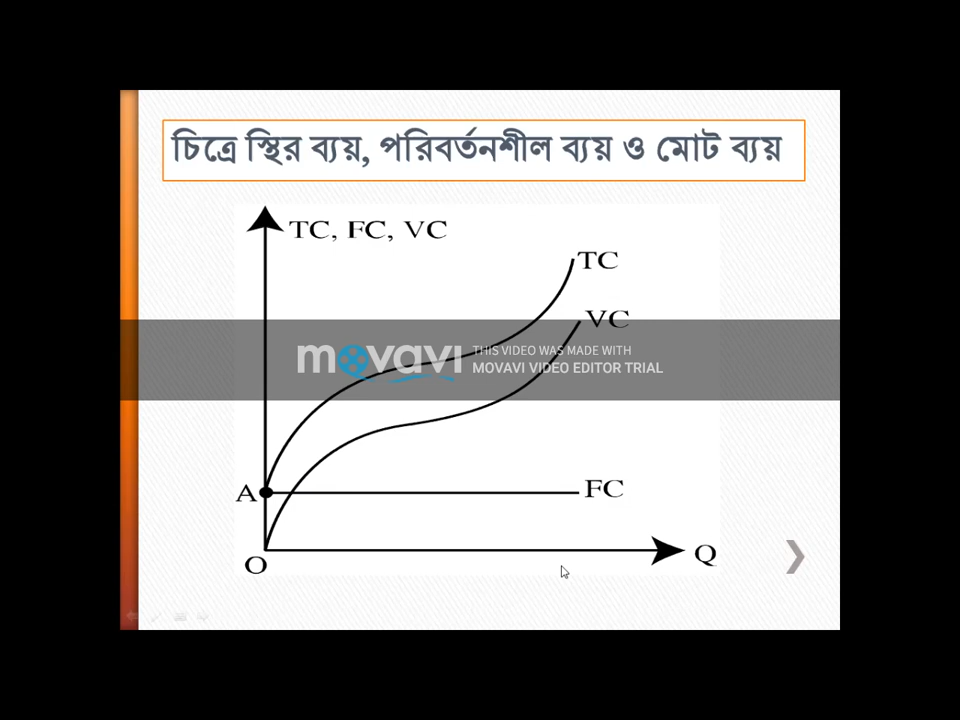 চিত্রে স্থির ব্যয়, পরিবর্তনশীল ব্যয় ও মোট ব্যয়
TC, FC, VC
TC
VC
movavi
THIS VIDEO WAS MADE WITH
MOVAVI VIDEO EDITOR TRIAL
A
FC
O
Q